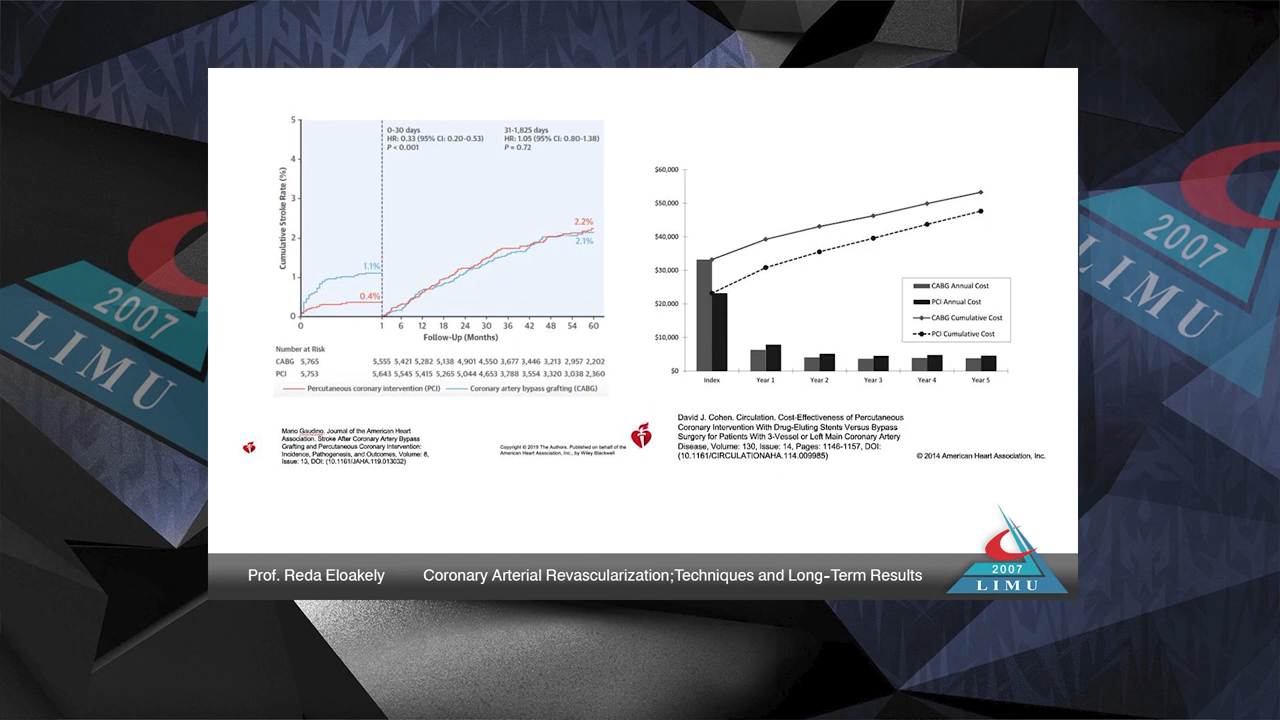 5
4
3
2
1
0
Cumulative Stroke Rate (%)
0-30 days
HR: 0.33 (95% CI: 0.20-0.53)
P < 0.001
31-1,825 days
HR: 1.05 (95% CI: 0.80-1.38)
P = 0.72
1.1%
0.4%
2.2%
2.1%
0 1 6 12 18 24 30 36 42 48 54 60
Follow-Up (Months)
Number at Risk
CABG 5,765 5,555 5,421 5,282 5,138 4,901 4,550 3,677 3,446 3,213 2,957 2,202
PCI 5,753 5,643 5,545 5,415 5,265 5,044 4,653 3,788 3,554 3,320 3,038 2,360
Percutaneous coronary intervention (PCI) Coronary artery bypass grafting (CABG)
Mario Gaudino. Journal of the American Heart
Association. Stroke After Coronary Artery Bypass
Grafting and Percutaneous Coronary Intervention:
Incidence, Pathogenesis, and Outcomes, Volume: 8,
Issue: 13, DOI: (10.1161/JAHA.119.013032)
Copyright © 2019 The Authors. Published on behalf of the
American Heart Association, Inc., by Wiley Blackwell
$60,000
$50,000
$40,000
$30,000
$20,000
$10,000
$0
Index Year 1 Year 2 Year 3 Year 4 Year 5
CABG Annual Cost
PCI Annual Cost
CABG Cumulative Cost
PCI Cumulative Cost
David J. Cohen. Circulation. Cost-Effectiveness of Percutaneous
Coronary Intervention With Drug-Eluting Stents Versus Bypass
Surgery for Patients With 3-Vessel or Left Main Coronary Artery
Disease, Volume: 130, Issue: 14, Pages: 1146-1157, DOI:
(10.1161/CIRCULATIONAHA.114.009985)
© 2014 American Heart Association, Inc.
Prof. Reda Eloakely Coronary Arterial Revascularization;Techniques and Long-Term Results
2007
LIMU
2007
LIMU
2007
LIMU